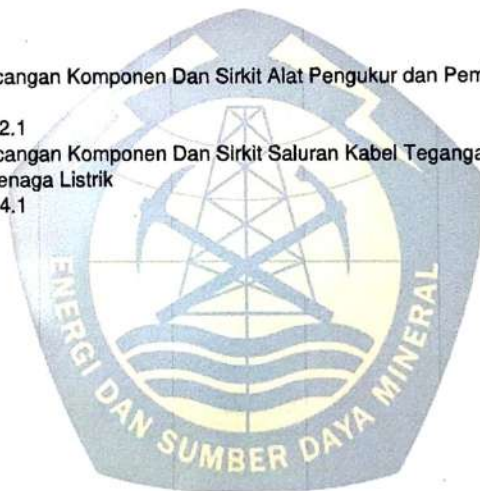 cangan Komponen Dan Sirkit Alat Pengukur dan Pem
2.1
cangan Komponen Dan Sirkit Saluran Kabel Teganga
enaga Listrik
4.1
ENERGI DAN SUMBER DAYA MINERAL